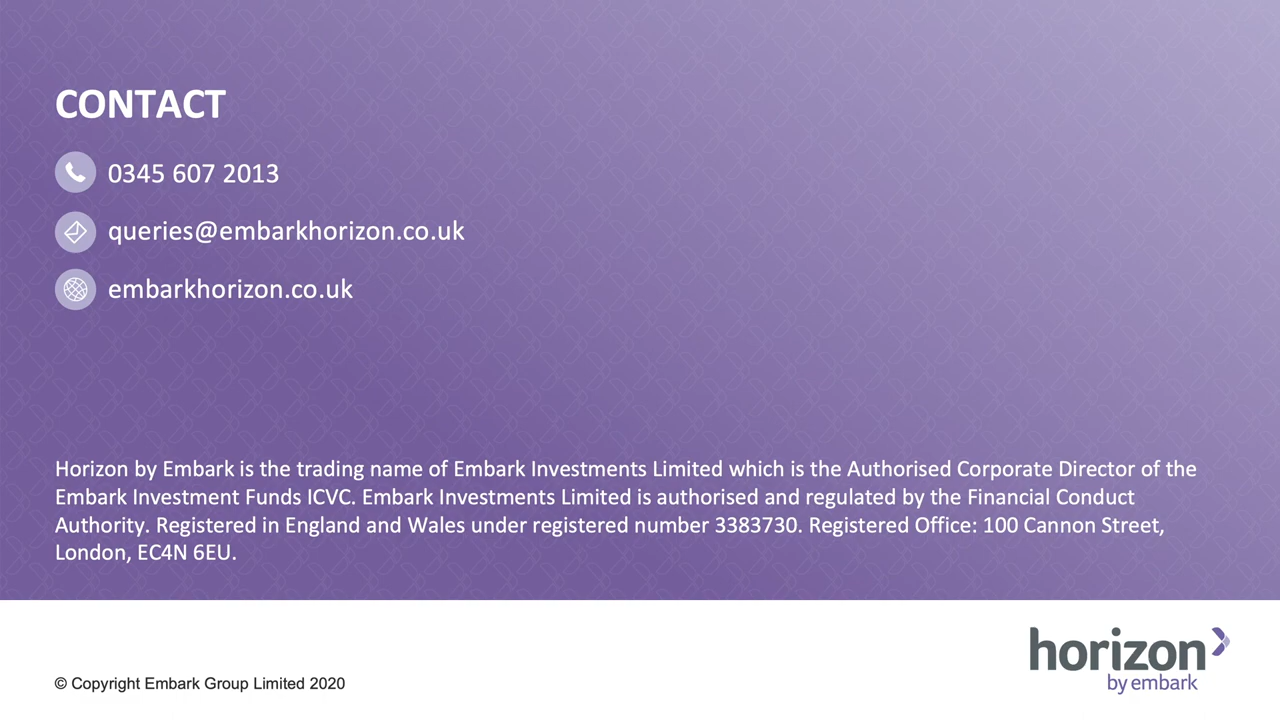 CONTACT
0345 607 2013
queries@embarkhorizon.co.uk
embarkhorizon.co.uk
Horizon by Embark is the trading name of Embark Investments Limited which is the Authorised Corporate Director of the
Embark Investment Funds ICVC. Embark Investments Limited is authorised and regulated by the Financial Conduct
Authority. Registered in England and Wales under registered number 3383730. Registered Office: 100 Cannon Street,
London, EC4N 6EU.
© Copyright Embark Group Limited 2020
horizon
by embark